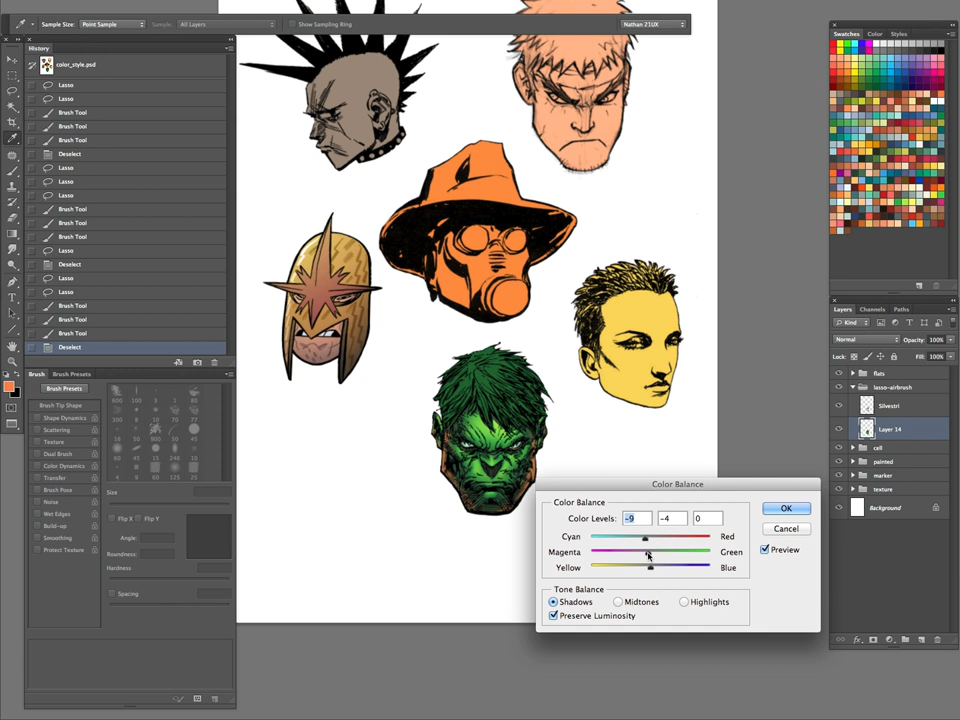 Sample Size: Point Sample Sample: All Layers Show Sampling Ring Nathan 21UX
History
color_style.psd
Lasso
Lasso
Brush Tool
Brush Tool
Brush Tool
Deselect
Lasso
Lasso
Lasso
Brush Tool
Brush Tool
Brush Tool
Lasso
Deselect
Lasso
Lasso
Brush Tool
Brush Tool
Brush Tool
Deselect
Brush Brush Presets
Brush Presets
Brush Tip Shape
Shape Dynamics
Scattering
Texture
Dual Brush
Color Dynamics
Transfer
Brush Pose
Noise
Wet Edges
Build-up
Smoothing
Protect Texture
Size
Flip X Flip Y
Angle:
Roundness:
Hardness
Spacing
Color Balance
Color Balance
Color Levels: -9 -4 0
Cyan Red
Magenta Green
Yellow Blue
Tone Balance
Shadows Midtones Highlights
Preserve Luminosity
OK
Cancel
Preview
Swatches Color Styles
Layers Channels Paths
Kind
Normal Opacity: 100%
Lock: Fill: 100%
flats
lasso-airbrush
Silvestri
Layer 14
cell
painted
marker
texture
Background